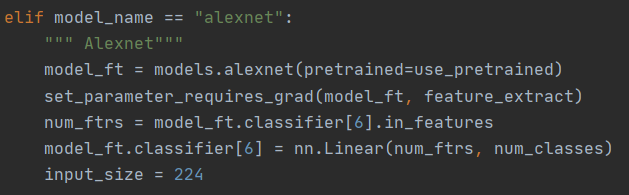 elif model_name == "alexnet":
    """ Alexnet"""
    model_ft = models.alexnet(pretrained=use_pretrained)
    set_parameter_requires_grad(model_ft, feature_extract)
    num_ftrs = model_ft.classifier[6].in_features
    model_ft.classifier[6] = nn.Linear(num_ftrs, num_classes)
    input_size = 224